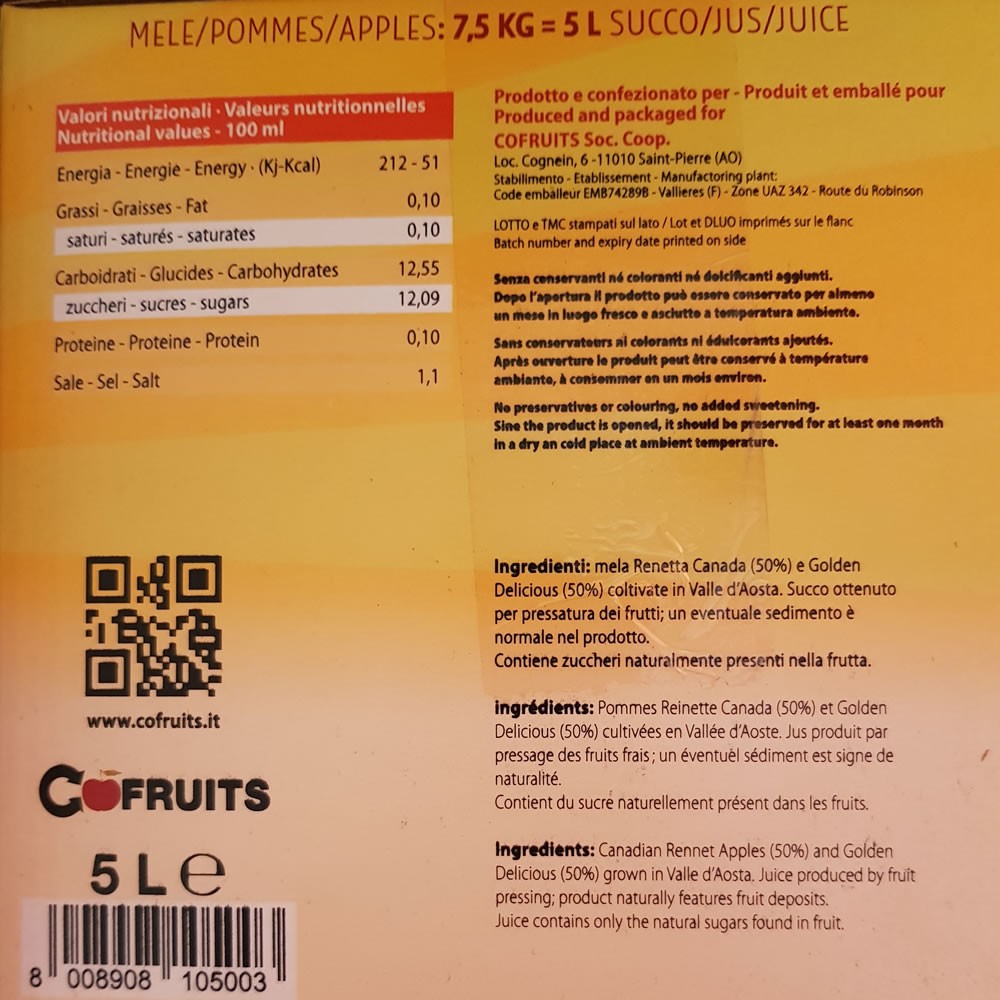 MELE/POMMES/APPLES: 7,5 KG = 5 L SUCCO/JUS/JUICE
Valori nutrizionali · Valeurs nutritionnelles
Nutritional values - 100 ml
Energia - Energie - Energy · (Kj-Kcal) 212 - 51
Grassi - Graisses - Fat 0,10
saturi - saturés - saturates 0,10
Carboidrati - Glucides - Carbohydrates 12,55
zuccheri - sucres - sugars 12,09
Proteine - Proteine - Protein 0,10
Sale - Sel - Salt 1,1
Prodotto e confezionato per - Produit et emballé pour
Produced and packaged for
COFRUITS Soc. Coop.
Loc. Cognein, 6 -11010 Saint-Pierre (AO)
Stabilimento - Etablissement - Manufactoring plant:
Code emballeur EMB74289B - Vallieres (F) - Zone UAZ 342 - Route du Robinson
LOTTO e TMC stampati sul lato / Lot et DLUO imprimés sur le flanc
Batch number and expiry date printed on side
Senza conservanti né coloranti né dolcificanti aggiunti.
Dopo l'apertura il prodotto può essere conservato per almeno
un mese in luogo fresco e asciutto a temperatura ambiente.
Sans conservateurs ni colorants ni édulcorants ajoutés.
Après ouverture le produit peut être conservé à température
ambiante, à consommer en un mois environ.
No preservatives or colouring, no added sweetening.
Sine the product is opened, it should be preserved for at least one month
in a dry an cold place at ambient temperature.
Ingredienti: mela Renetta Canada (50%) e Golden
Delicious (50%) coltivate in Valle d'Aosta. Succo ottenuto
per pressatura dei frutti; un eventuale sedimento è
normale nel prodotto.
Contiene zuccheri naturalmente presenti nella frutta.
ingrédients: Pommes Reinette Canada (50%) et Golden
Delicious (50%) cultivées en Vallée d'Aoste. Jus produit par
pressage des fruits frais ; un éventuel sédiment est signe de
naturalité.
Contient du sucre naturellement présent dans les fruits.
Ingredients: Canadian Rennet Apples (50%) and Golden
Delicious (50%) grown in Valle d'Aosta. Juice produced by fruit
pressing; product naturally features fruit deposits.
Juice contains only the natural sugars found in fruit.
www.cofruits.it
COFRUITS
5 L ℮
8 008908 105003